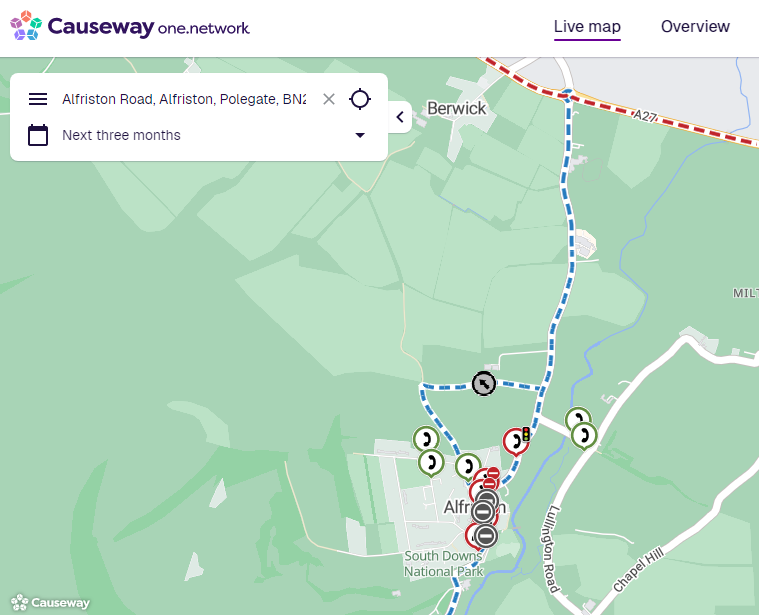 Causeway one.network
Live map
Overview
Alfriston Road, Alfriston, Polegate, BN2
Next three months
Berwick
A27
MILT
Alfriston
South Downs
National Park
Lullington Road
Chapel Hill
Causeway